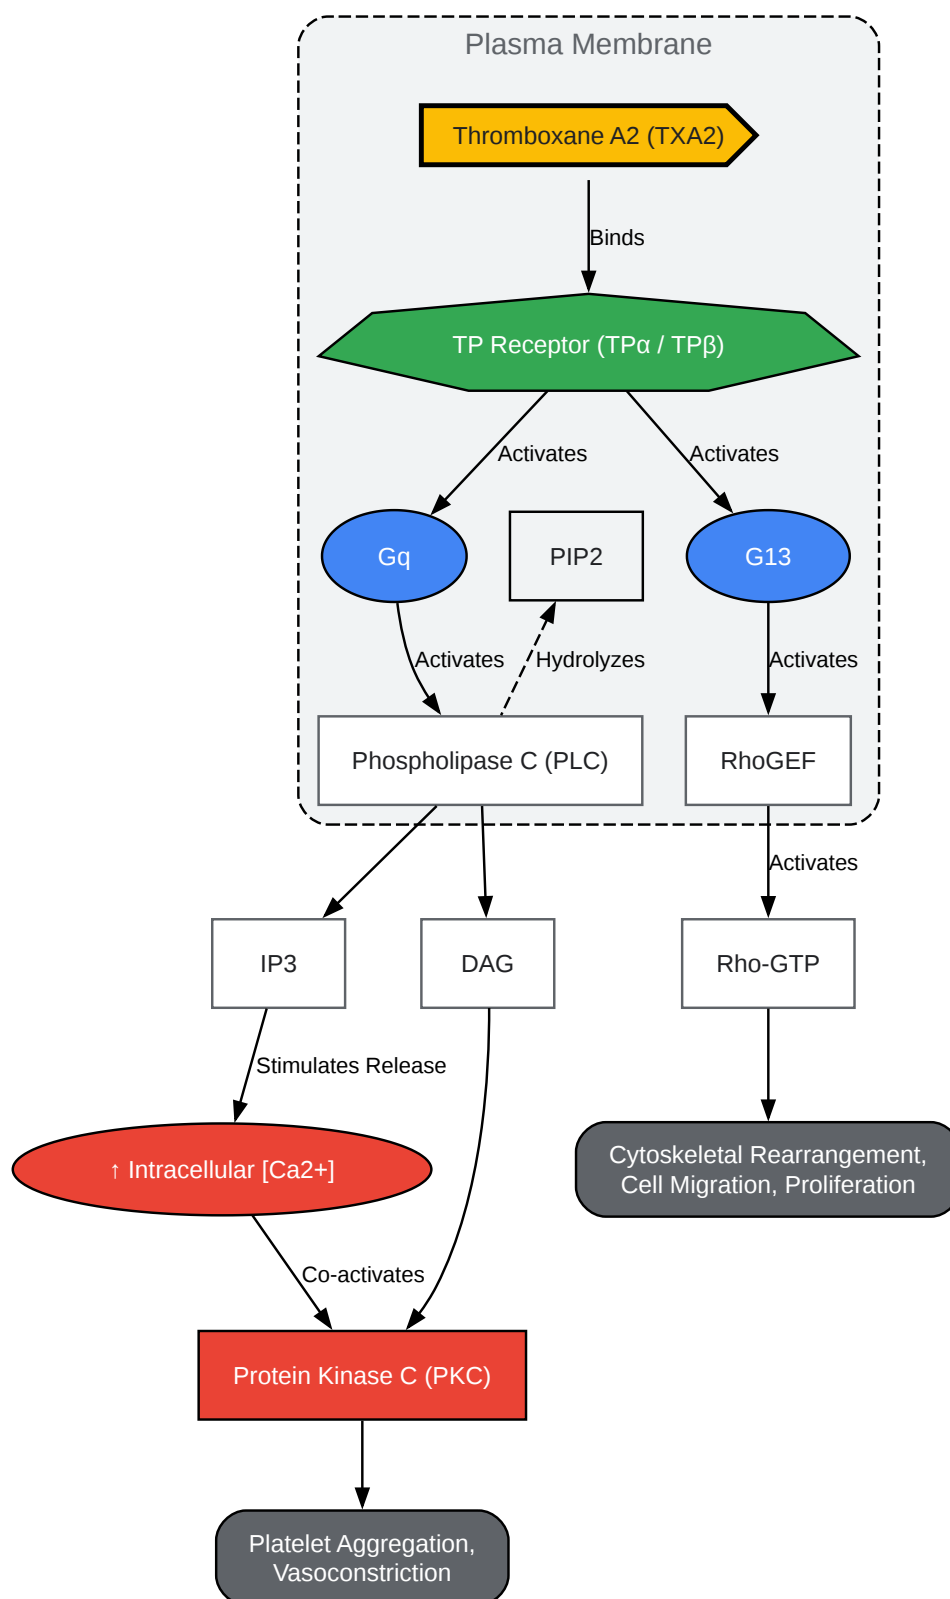 Plasma Membrane
Thromboxane A2 (TXA2)
Binds
TP Receptor (TPα / TPβ)
Activates
Activates
Gq
PIP2
G13
Activates
Hydrolyzes
Activates
Phospholipase C (PLC)
RhoGEF
Activates
IP3
DAG
Rho-GTP
Stimulates Release
↑ Intracellular [Ca2+]
Cytoskeletal Rearrangement,
Cell Migration, Proliferation
Co-activates
Protein Kinase C (PKC)
Platelet Aggregation,
Vasoconstriction